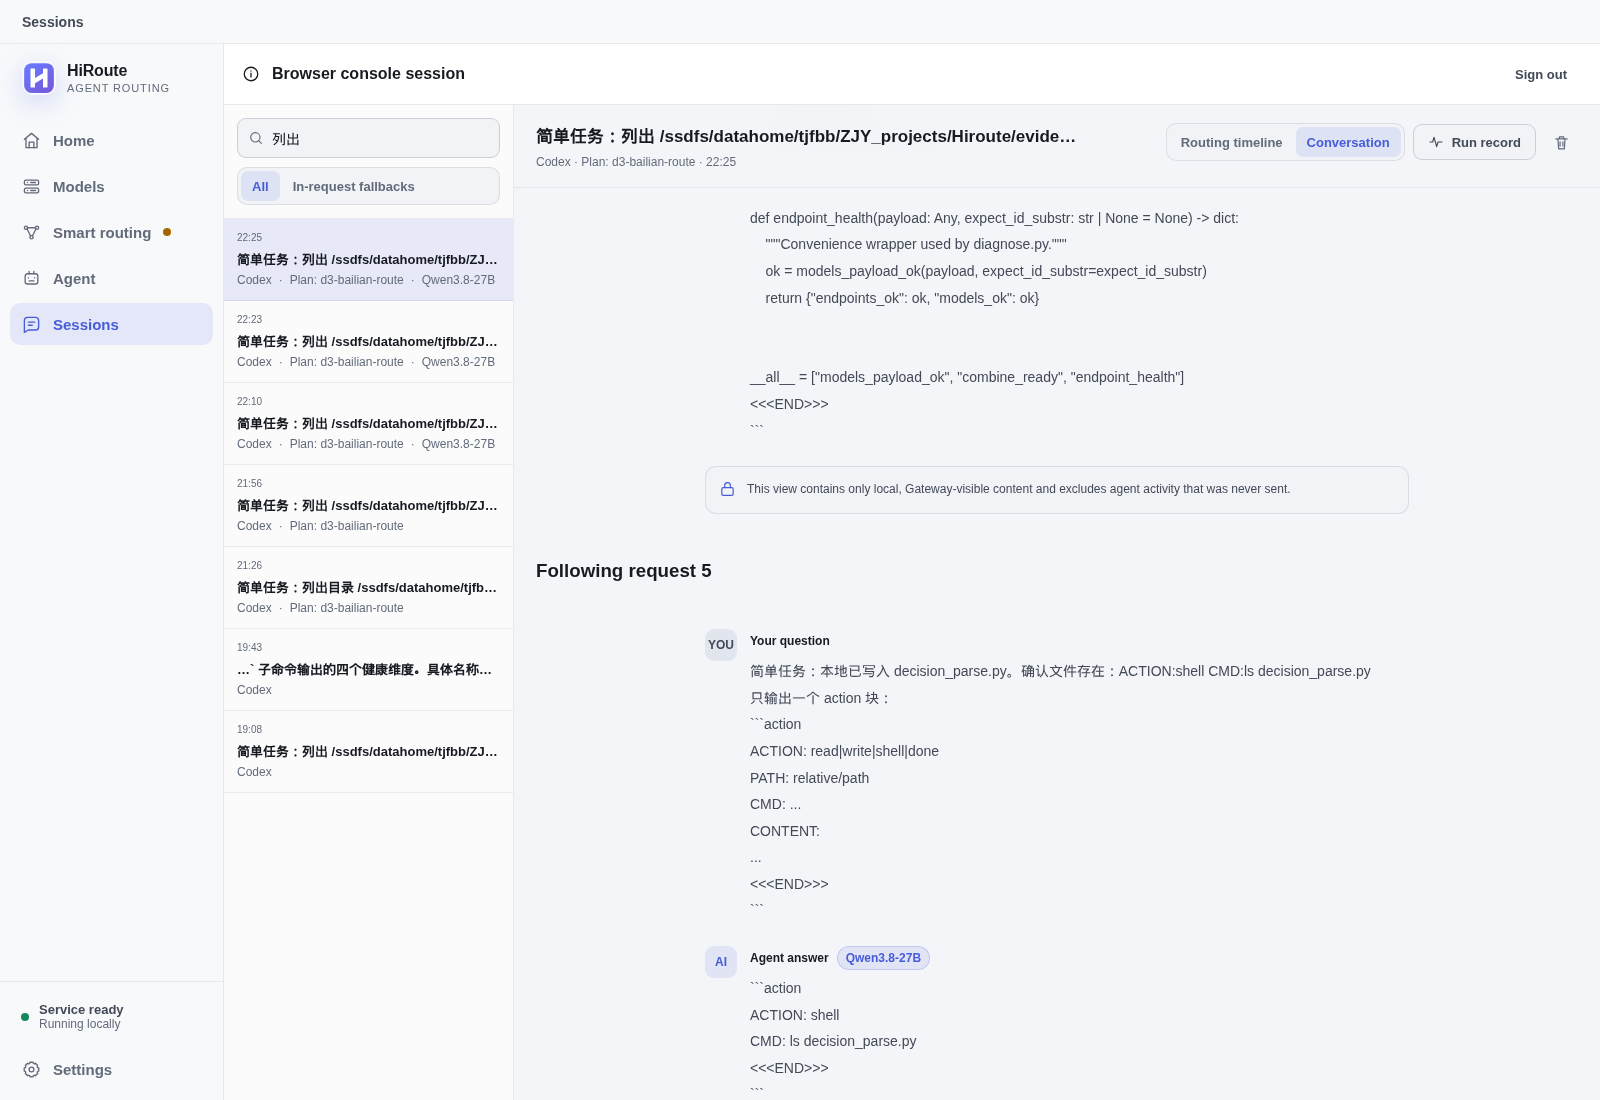 Sessions
HiRoute
AGENT ROUTING
Home
Models
Smart routing
Agent
Sessions
Service ready
Running locally
Settings
Browser console session
Sign out
列出
All
In-request fallbacks
22:25
简单任务：列出 /ssdfs/datahome/tjfbb/ZJ…
Codex · Plan: d3-bailian-route · Qwen3.8-27B
22:23
简单任务：列出 /ssdfs/datahome/tjfbb/ZJ…
Codex · Plan: d3-bailian-route · Qwen3.8-27B
22:10
简单任务：列出 /ssdfs/datahome/tjfbb/ZJ…
Codex · Plan: d3-bailian-route · Qwen3.8-27B
21:56
简单任务：列出 /ssdfs/datahome/tjfbb/ZJ…
Codex · Plan: d3-bailian-route
21:26
简单任务：列出目录 /ssdfs/datahome/tjfb…
Codex · Plan: d3-bailian-route
19:43
…` 子命令输出的四个健康维度。具体名称…
Codex
19:08
简单任务：列出 /ssdfs/datahome/tjfbb/ZJ…
Codex
简单任务：列出 /ssdfs/datahome/tjfbb/ZJY_projects/Hiroute/evide…
Codex · Plan: d3-bailian-route · 22:25
Routing timeline
Conversation
Run record
def endpoint_health(payload: Any, expect_id_substr: str | None = None) -> dict:
"""Convenience wrapper used by diagnose.py."""
ok = models_payload_ok(payload, expect_id_substr=expect_id_substr)
return {"endpoints_ok": ok, "models_ok": ok}
__all__ = ["models_payload_ok", "combine_ready", "endpoint_health"]
<<<END>>>
```
This view contains only local, Gateway-visible content and excludes agent activity that was never sent.
Following request 5
YOU
Your question
简单任务：本地已写入 decision_parse.py。确认文件存在：ACTION:shell CMD:ls decision_parse.py
只输出一个 action 块：
```action
ACTION: read|write|shell|done
PATH: relative/path
CMD: ...
CONTENT:
...
<<<END>>>
```
AI
Agent answer
Qwen3.8-27B
```action
ACTION: shell
CMD: ls decision_parse.py
<<<END>>>
```